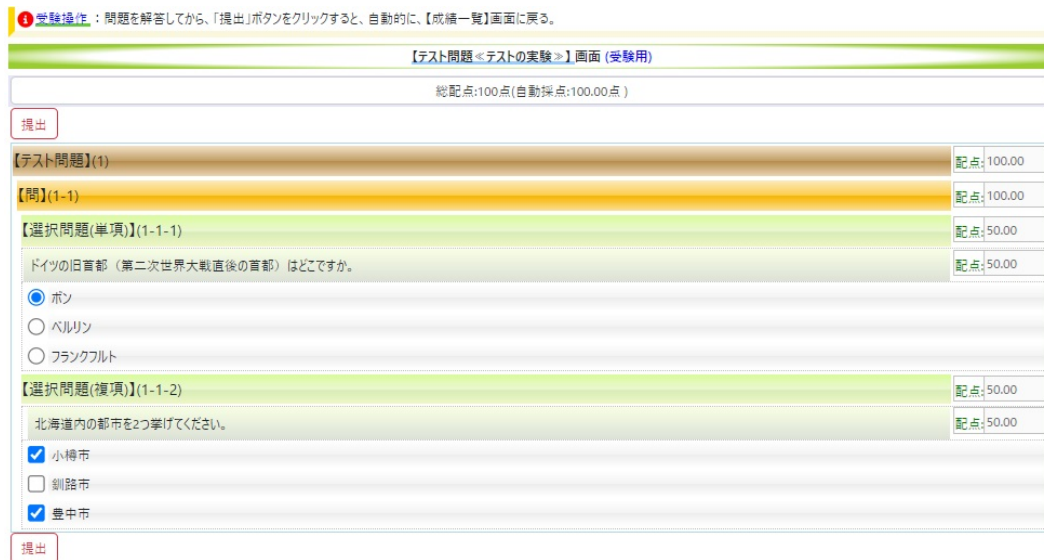 1 受験操作 : 問題を解答してから、「提出」ボタンをクリックすると、自動的に、【成績一覧】画面に戻る。
【テスト問題≪テストの実験≫】画面 (受験用)
総配点:100点(自動採点:100.00点 )
提出
【テスト問題】(1) 配点: 100.00
【問】(1-1) 配点: 100.00
【選択問題(単項)】(1-1-1) 配点: 50.00
ドイツの旧首都（第二次世界大戦直後の首都）はどこですか。 配点: 50.00
ボン
ベルリン
フランクフルト
【選択問題(複項)】(1-1-2) 配点: 50.00
北海道内の都市を2つ挙げてください。 配点: 50.00
小樽市
釧路市
豊中市
提出